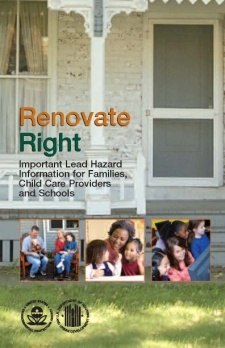 Renovate
Right
Important Lead Hazard
Information for Families,
Child Care Providers
and Schools